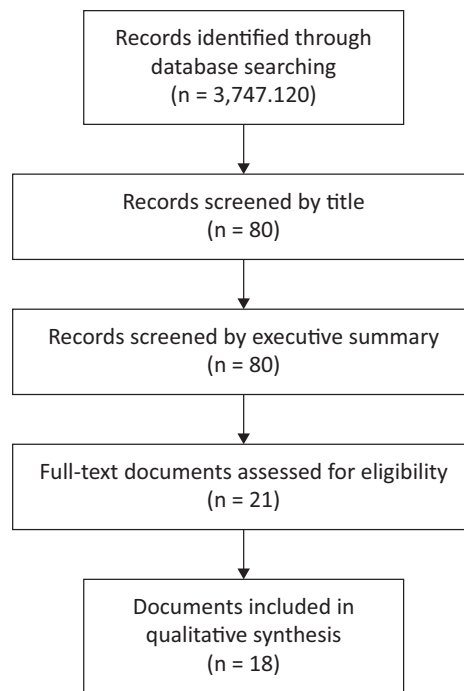 Records identified through
database searching
(n = 3,747.120)
Records screened by title
(n = 80)
Records screened by executive summary
(n = 80)
Full-text documents assessed for eligibility
(n = 21)
Documents included in
qualitative synthesis
(n = 18)